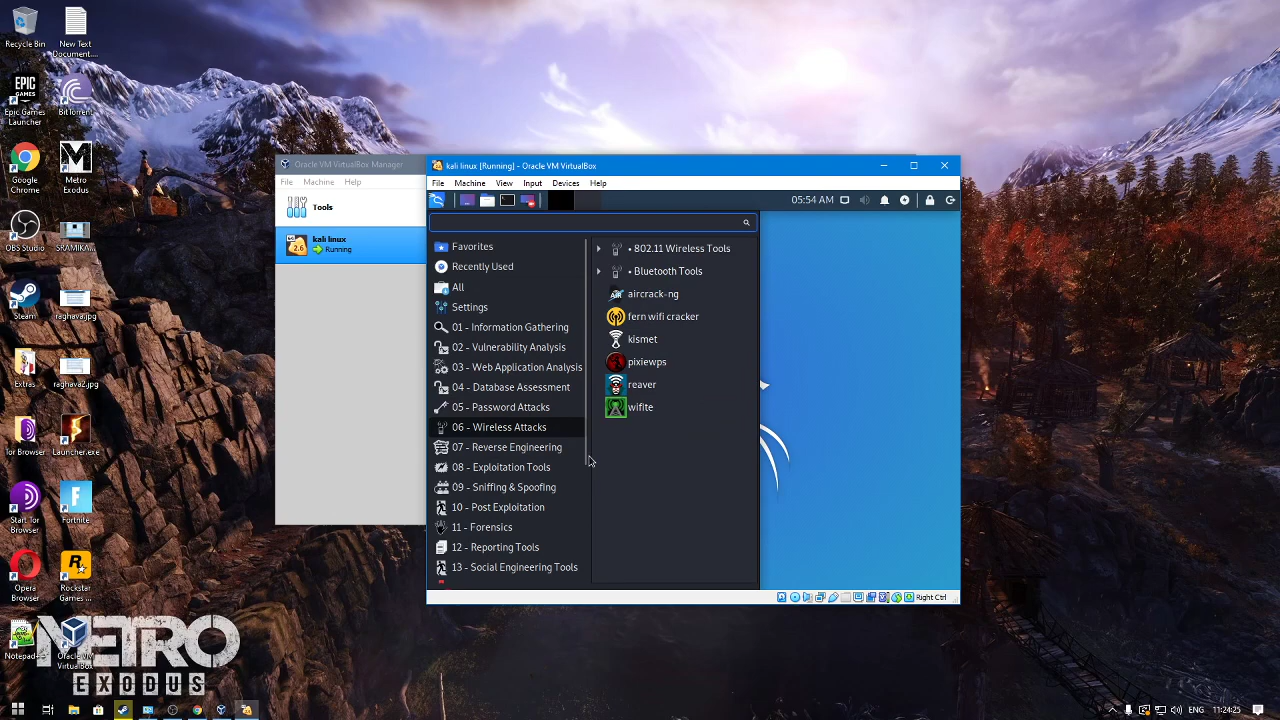 Recycle Bin
New Text
Document....
Epic Games
Launcher
BitTorrent
Google
Chrome
Metro
Exodus
OBS Studio
SRAMIKA...
Steam
raghava.jpg
Extras
raghava2.jpg
Tor Browser
Launcher.exe
Start Tor
Browser
Fortnite
Opera
Browser
Rockstar
Games ...
Oracle VM
VirtualBox
METRO
EXODUS
Oracle VM VirtualBox Manager
File Machine Help
Tools
kali linux
Running
kali linux [Running] - Oracle VM VirtualBox
File Machine View Input Devices Help
05:54 AM
Favorites
Recently Used
All
Settings
01 - Information Gathering
02 - Vulnerability Analysis
03 - Web Application Analysis
04 - Database Assessment
05 - Password Attacks
06 - Wireless Attacks
07 - Reverse Engineering
08 - Exploitation Tools
09 - Sniffing & Spoofing
10 - Post Exploitation
11 - Forensics
12 - Reporting Tools
13 - Social Engineering Tools
• 802.11 Wireless Tools
• Bluetooth Tools
aircrack-ng
fern wifi cracker
kismet
pixiewps
reaver
wifite
Right Ctrl
ENG
11:24:25